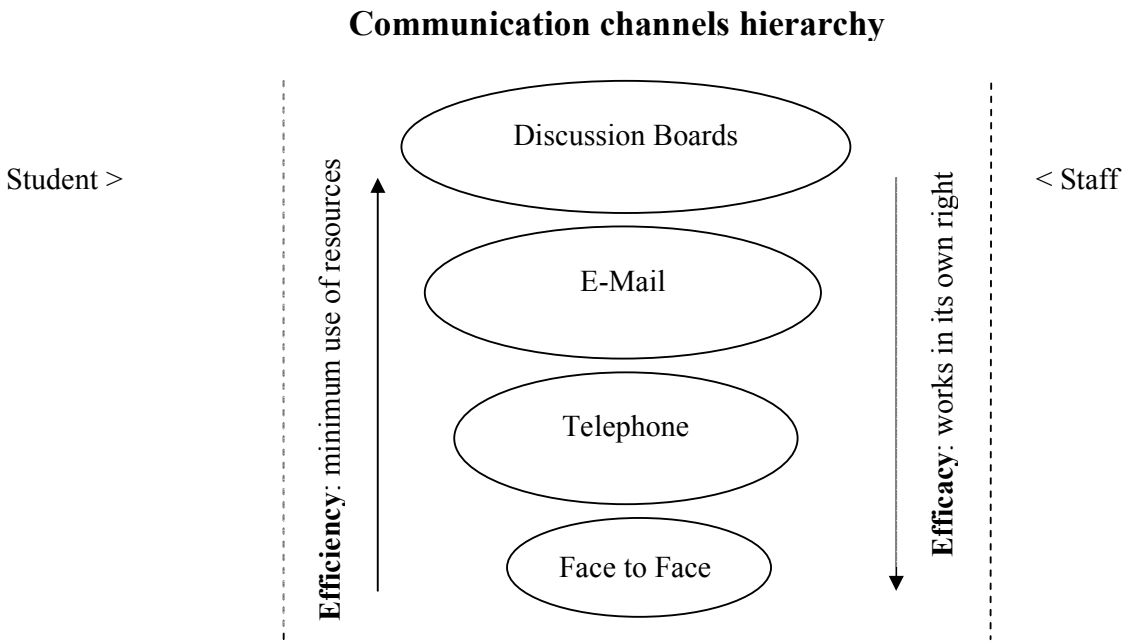 Communication channels hierarchy
Discussion Boards
Student >
< Staff
Efficiency: minimum use of resources
Efficacy: works in its own right
E-Mail
Telephone
Face to Face